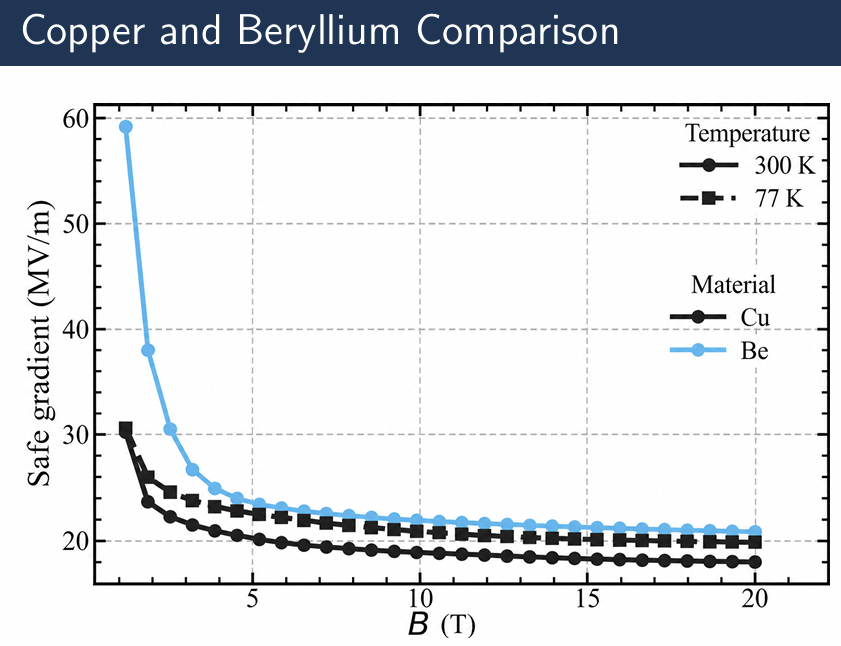 Copper and Beryllium Comparison
Safe gradient (MV/m)
60
50
40
30
20
Temperature
300 K
77 K
Material
Cu
Be
5
10
15
20
B (T)